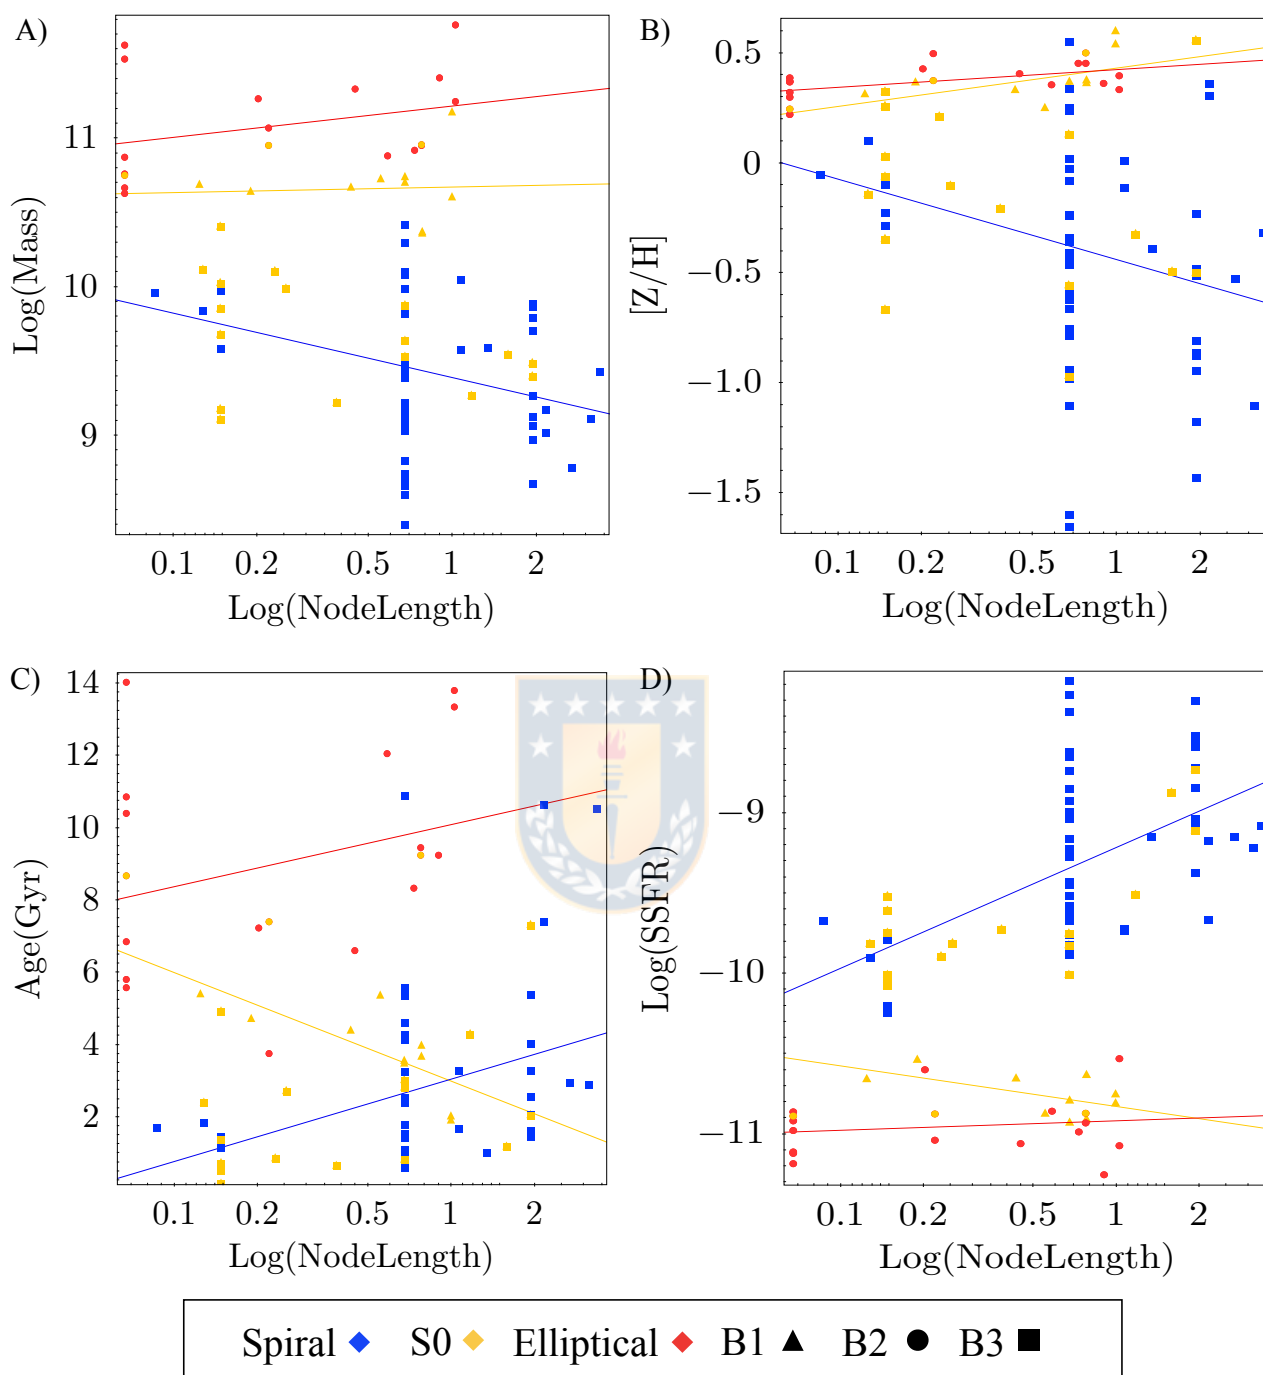 A)
11
10
9
Log(Mass)
0.1 0.2 0.5 1 2
Log(NodeLength)
B)
0.5
0
−0.5
−1.0
−1.5
[Z/H]
0.1 0.2 0.5 1 2
Log(NodeLength)
C)
14
12
10
8
6
4
2
Age(Gyr)
0.1 0.2 0.5 1 2
Log(NodeLength)
D)
−9
−10
−11
Log(SSFR)
0.1 0.2 0.5 1 2
Log(NodeLength)
Spiral S0 Elliptical B1 B2 B3